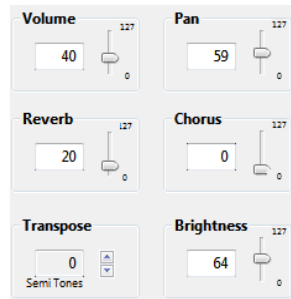 Volume
127
40
0
Pan
127
59
0
Reverb
127
20
0
Chorus
127
0
0
Transpose
0
Semi Tones
Brightness
127
64
0